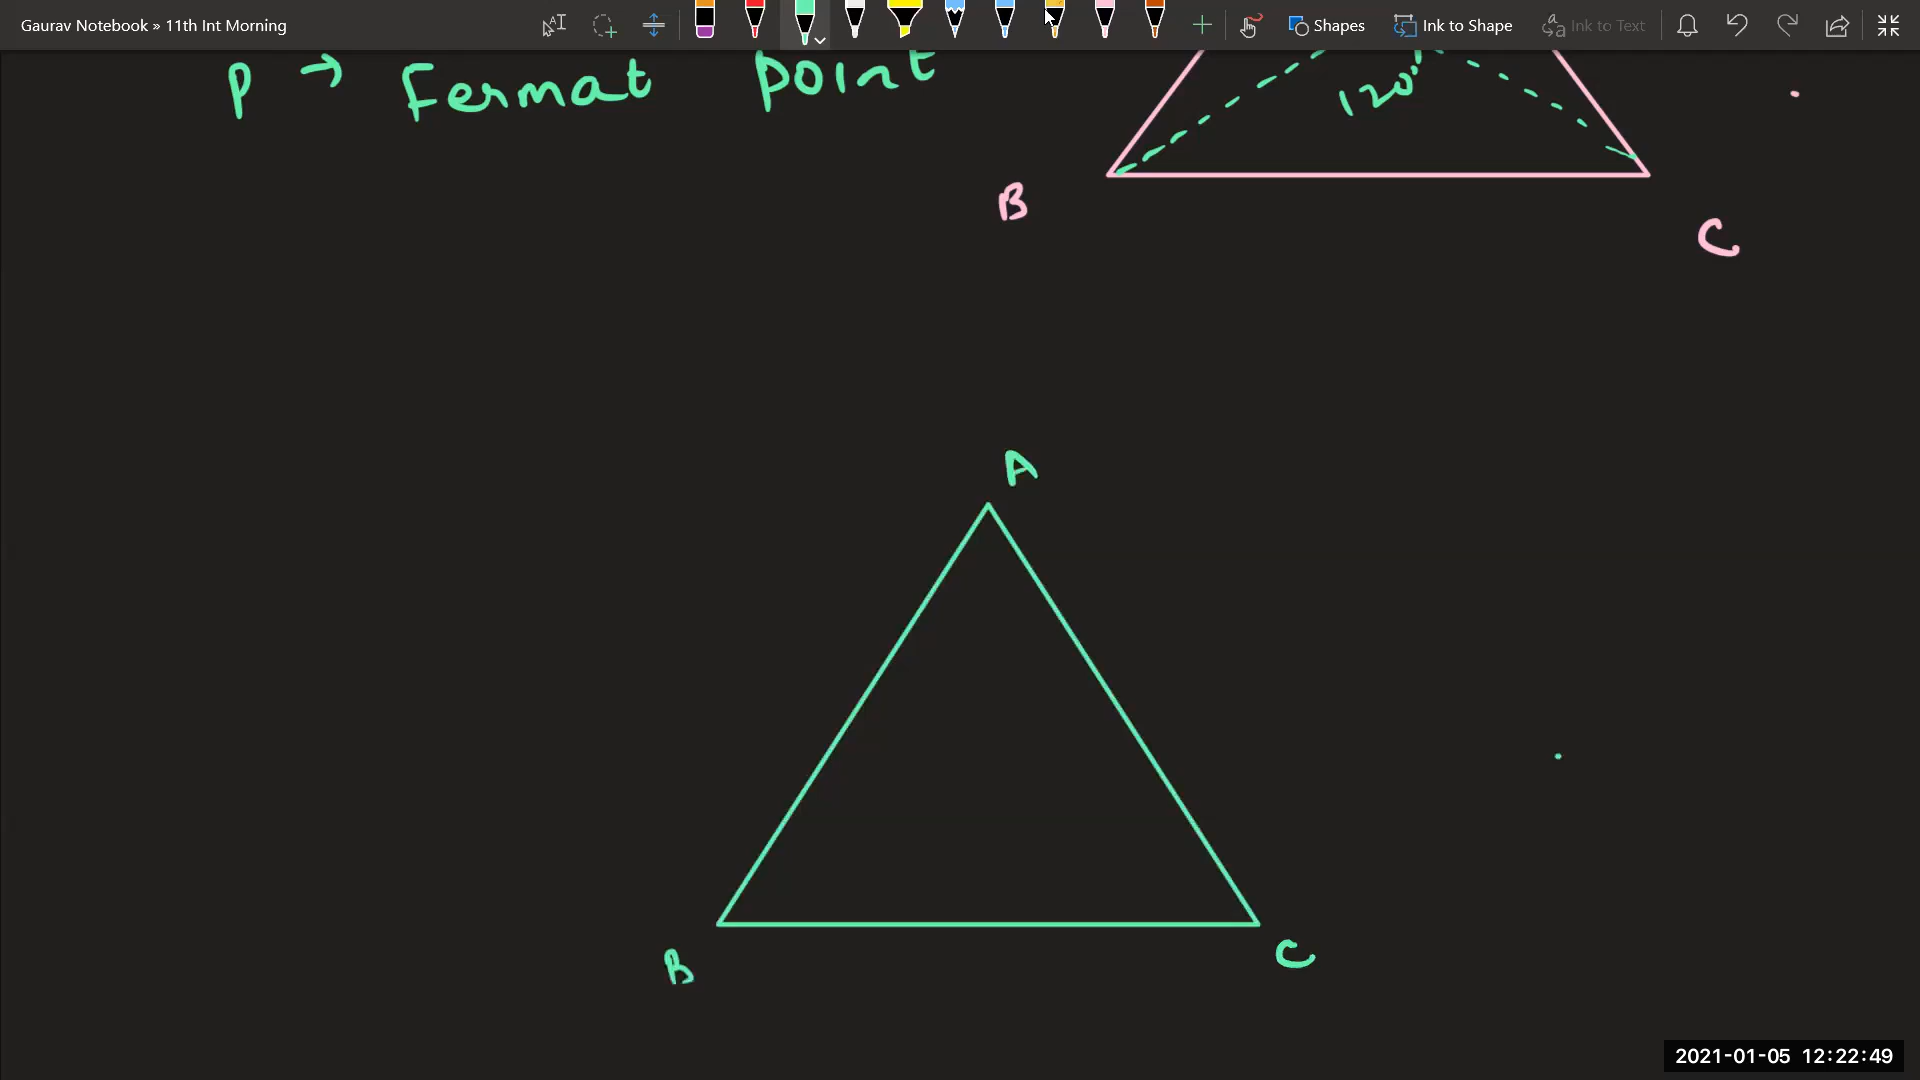 Gaurav Notebook » 11th Int Morning
Shapes
Ink to Shape
Ink to Text
P → Fermat point
120°
B
C
A
B
C
2021-01-05 12:22:49